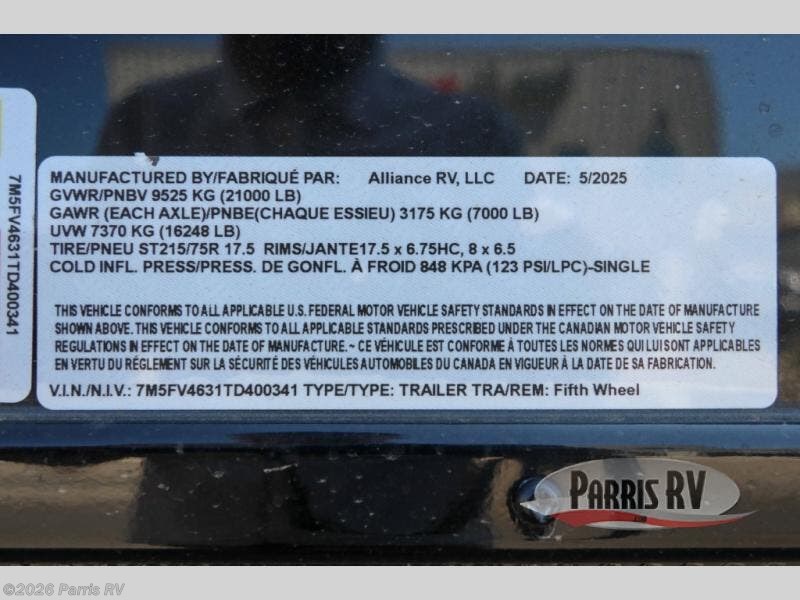 7M5FV4631TD400341
MANUFACTURED BY/FABRIQUÉ PAR: Alliance RV, LLC DATE: 5/2025
GVWR/PNBV 9525 KG (21000 LB)
GAWR (EACH AXLE)/PNBE(CHAQUE ESSIEU) 3175 KG (7000 LB)
UVW 7370 KG (16248 LB)
TIRE/PNEU ST215/75R 17.5 RIMS/JANTE17.5 x 6.75HC, 8 x 6.5
COLD INFL. PRESS/PRESS. DE GONFL. À FROID 848 KPA (123 PSI/LPC)-SINGLE
THIS VEHICLE CONFORMS TO ALL APPLICABLE U.S. FEDERAL MOTOR VEHICLE SAFETY STANDARDS IN EFFECT ON THE DATE OF MANUFACTURE
SHOWN ABOVE. THIS VEHICLE CONFORMS TO ALL APPLICABLE STANDARDS PRESCRIBED UNDER THE CANADIAN MOTOR VEHICLE SAFETY
REGULATIONS IN EFFECT ON THE DATE OF MANUFACTURE.~ CE VÉHICULE EST CONFORME À TOUTES LES NORMES QUI LUI SONT APPLICABLES
EN VERTU DU RÉGLEMENT SUR LA SÉCURITÉ DES VÉHICULES AUTOMOBILES DU CANADA EN VIGUEUR À LA DATE DE SA FABRICATION.
V.I.N./N.I.V.: 7M5FV4631TD400341 TYPE/TYPE: TRAILER TRA/REM: Fifth Wheel
PARRIS RV
©2026 Parris RV